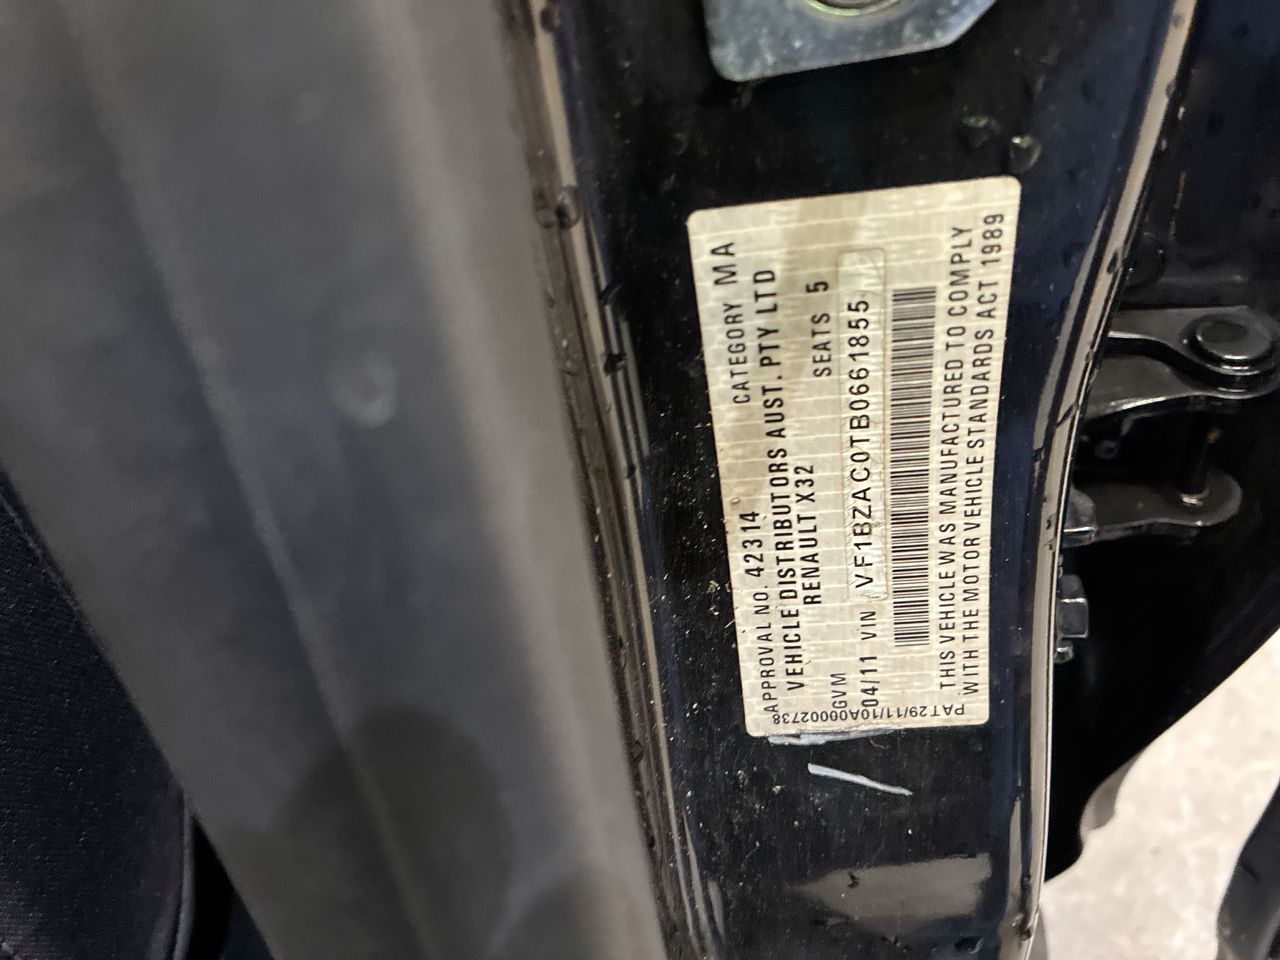 APPROVAL NO. 42314 CATEGORY MA
VEHICLE DISTRIBUTORS AUST. PTY LTD
RENAULT X32 SEATS 5
GVM
04/11 VIN VF1BZAC0TB0661855
THIS VEHICLE WAS MANUFACTURED TO COMPLY
WITH THE MOTOR VEHICLE STANDARDS ACT 1989
PAT29/11/10A00002738